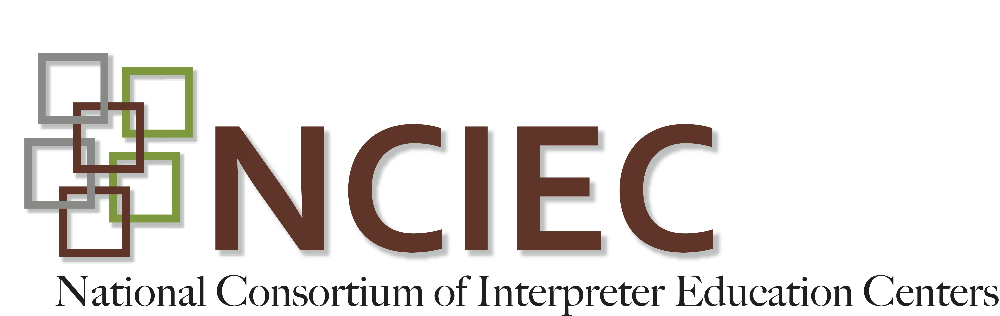 NCIEC
National Consortium of Interpreter Education Centers